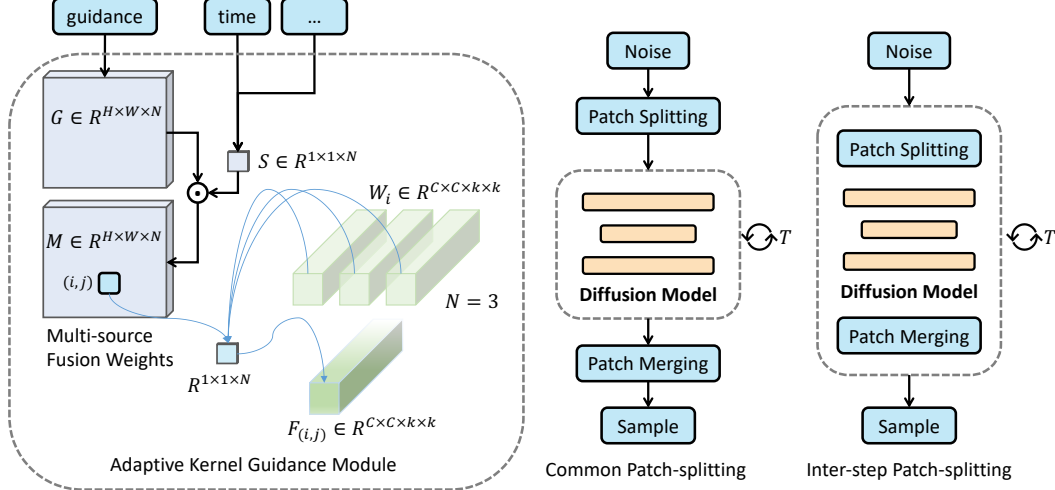 guidance
time
...
G ∈ R^{H×W×N}
S ∈ R^{1×1×N}
W_i ∈ R^{C×C×k×k}
M ∈ R^{H×W×N}
(i,j)
N = 3
Multi-source
Fusion Weights
R^{1×1×N}
F_{(i,j)} ∈ R^{C×C×k×k}
Adaptive Kernel Guidance Module
Noise
Patch Splitting
T
Diffusion Model
Patch Merging
Sample
Common Patch-splitting
Noise
Patch Splitting
T
Diffusion Model
Patch Merging
Sample
Inter-step Patch-splitting